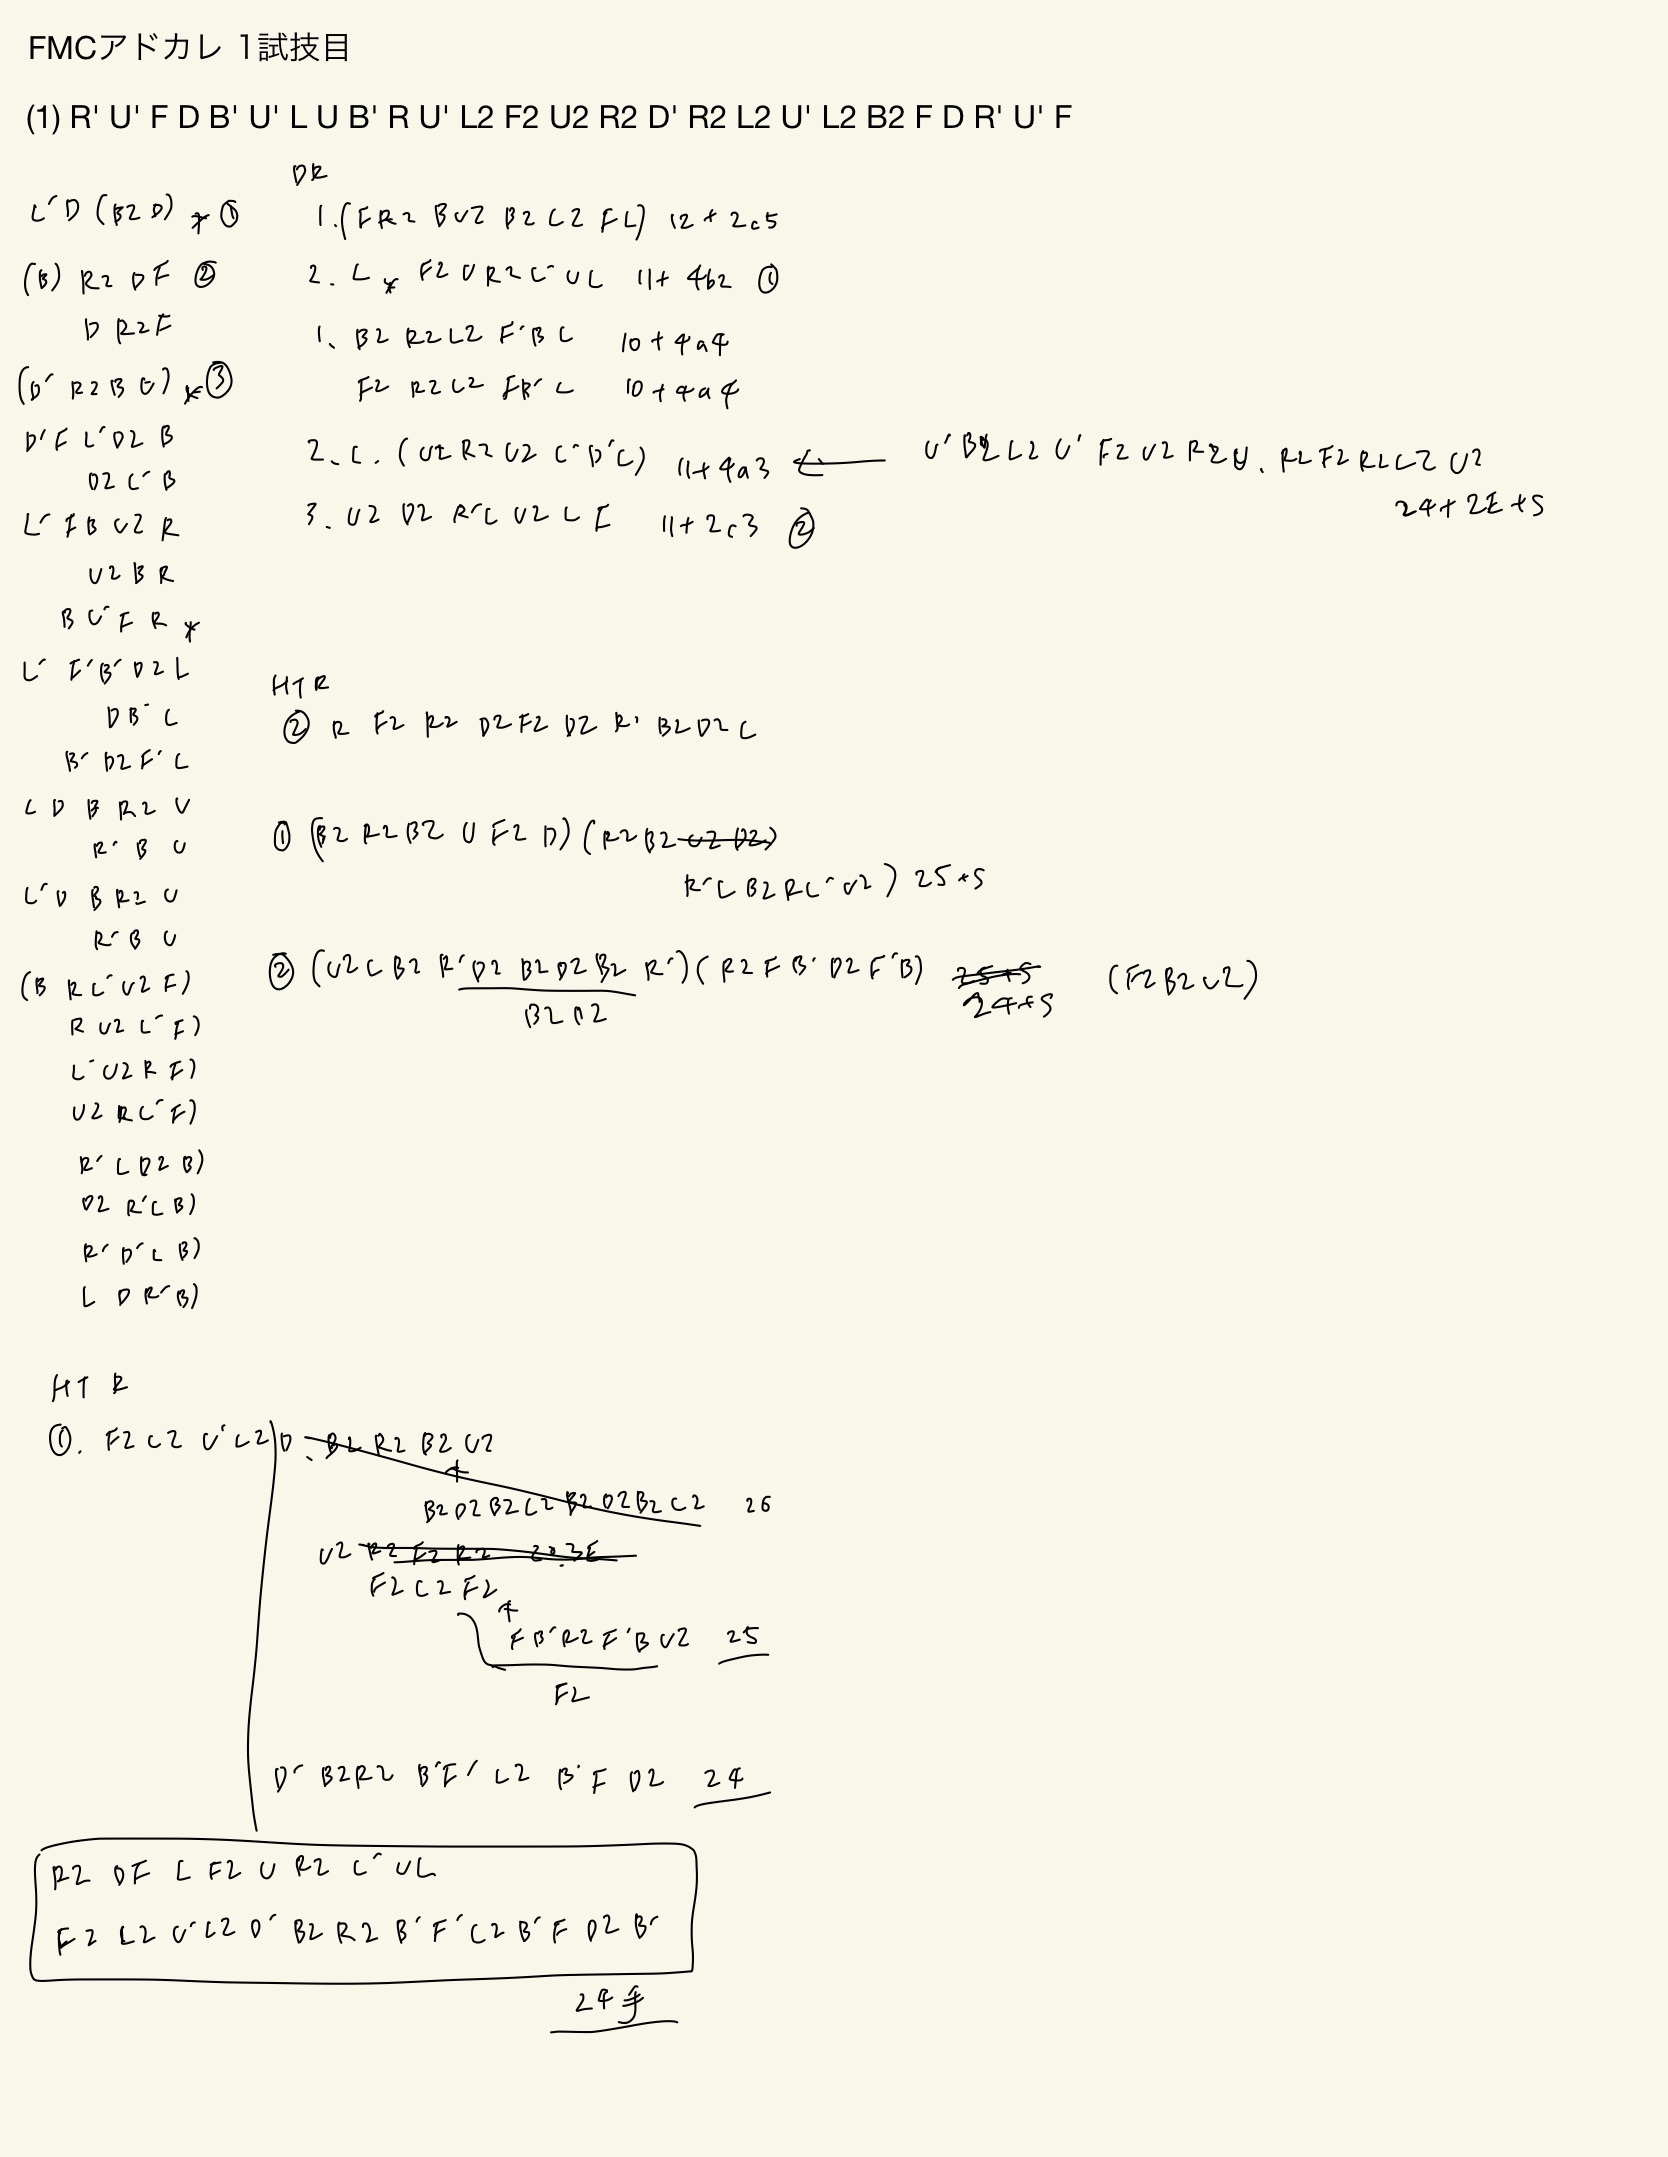 FMCアドカレ 1試技目
(1) R' U' F D B' U' L U B' R U' L2 F2 U2 R2 D' R2 L2 U' L2 B2 F D R' U' F
DR
L' D (B2 D) * ①
1. (F R2 B U2 B2 L2 F L) 12 + 2c5
(B) R2 D F ②
2. L * F2 U R2 L' U L 11 + 4b2 ①
D R2 F
1. B2 R2 L2 F' B L 10 + 4a4
(D' R2 B U) * ③
F2 R2 L2 F B' L 10 + 4a4
D' F L' D2 B
2. L. (U2 R2 U2 L' D' L) 11 + 4a3 ← U' B2 L2 U' F2 U2 R2 U. R2 F2 R2 L2 U2
D2 L' B
24 + 2E + S
L' F B U2 R
3. U2 D2 R' L U2 L F 11 + 2c3 ②
U2 B R
B U' F R *
L' F' B' D2 L
HTR
D B' L
② R F2 R2 D2 F2 D2 R' B2 D2 L
B' D2 F' L
L D B R2 U
① (B2 R2 B2 U F2 D) (R2 B2 U2 D2)
R' B U
R' L B2 R L' U2) 25+S
L' D B R2 U
R' B U
② (U2 L B2 R' D2 B2 D2 B2 R') (R2 F B' D2 F' B) 25+S (F2 B2 U2)
(B R L' U2 F)
B2 D2
24+S
R U2 L' F)
L' U2 R F)
U2 R L' F)
R' L D2 B)
D2 R' L B)
R' D' L B)
L D R' B)
HTR
①. F2 L2 U' L2 D. B2 R2 B2 U2
B2 D2 B2 L2 B2 D2 B2 L2 26
U2 R2 F2 R2 20.3E
F2 L2 F2
F B' R2 F' B U2 25
F2
D' B2 R2 B' F' L2 B' F D2 24
R2 D F L F2 U R2 L' U L
F2 L2 U' L2 D' B2 R2 B' F' L2 B' F D2 B'
24手